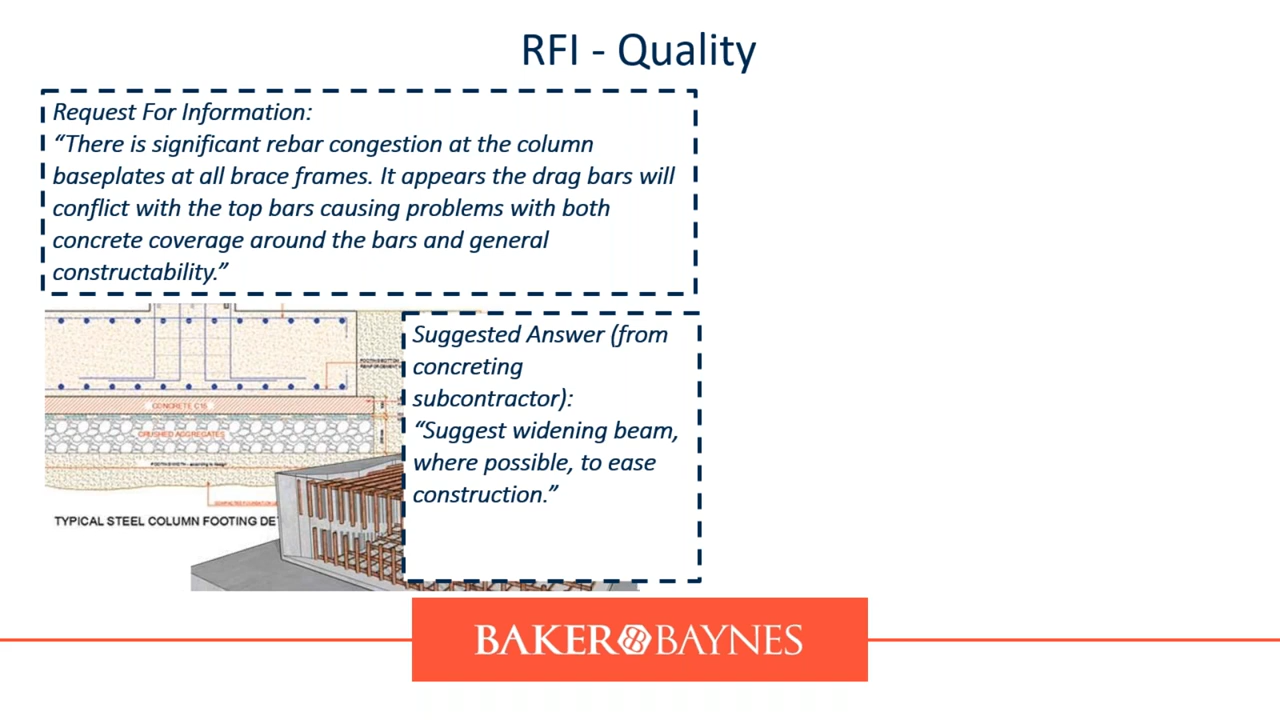 RFI - Quality
Request For Information:
“There is significant rebar congestion at the column
baseplates at all brace frames. It appears the drag bars will
conflict with the top bars causing problems with both
concrete coverage around the bars and general
constructability.”
Suggested Answer (from
concreting
subcontractor):
“Suggest widening beam,
where possible, to ease
construction.”
CONCRETE C15
CRUSHED AGGREGATES
TYPICAL STEEL COLUMN FOOTING DE
BAKER BAYNES